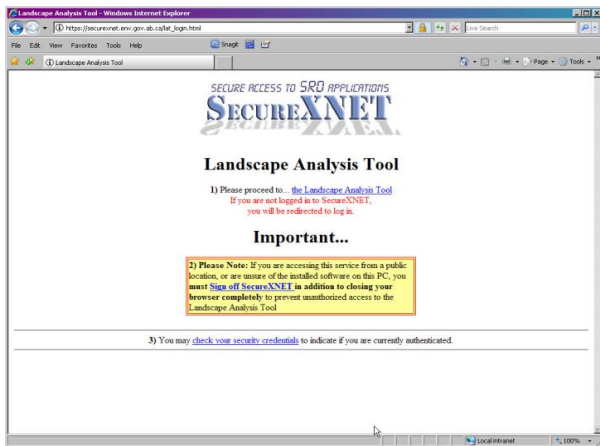 Landscape Analysis Tool - Windows Internet Explorer
https://securexnet.env.gov.ab.ca/lat_login.html
Live Search
File Edit View Favorites Tools Help
Snagit
Landscape Analysis Tool
Page Tools
SECURE ACCESS TO SRD APPLICATIONS
SECUREXNET
Landscape Analysis Tool
1) Please proceed to... the Landscape Analysis Tool
If you are not logged in to SecureXNET,
you will be redirected to log in.
Important...
2) Please Note: If you are accessing this service from a public
location, or are unsure of the installed software on this PC, you
must Sign off SecureXNET in addition to closing your
browser completely to prevent unauthorized access to the
Landscape Analysis Tool
3) You may check your security credentials to indicate if you are currently authenticated.
Local intranet
100%